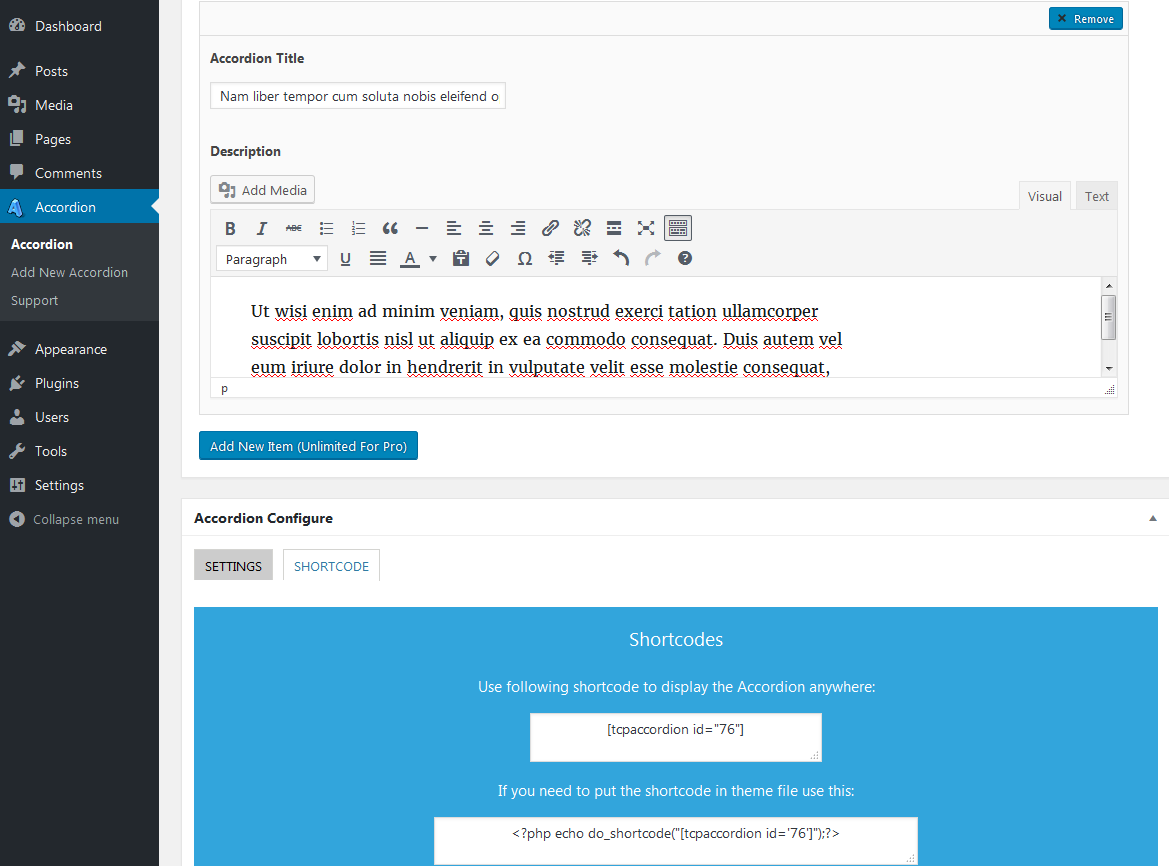 Dashboard
Posts
Media
Pages
Comments
Accordion
Accordion
Add New Accordion
Support
Appearance
Plugins
Users
Tools
Settings
Collapse menu
Remove
Accordion Title
Nam liber tempor cum soluta nobis eleifend o
Description
Add Media
Visual Text
B I ABC
Paragraph U A Ω
Ut wisi enim ad minim veniam, quis nostrud exerci tation ullamcorper
suscipit lobortis nisl ut aliquip ex ea commodo consequat. Duis autem vel
eum iriure dolor in hendrerit in vulputate velit esse molestie consequat,
p
Add New Item (Unlimited For Pro)
Accordion Configure
SETTINGS SHORTCODE
Shortcodes
Use following shortcode to display the Accordion anywhere:
[tcpaccordion id="76"]
If you need to put the shortcode in theme file use this:
<?php echo do_shortcode("[tcpaccordion id='76']");?>